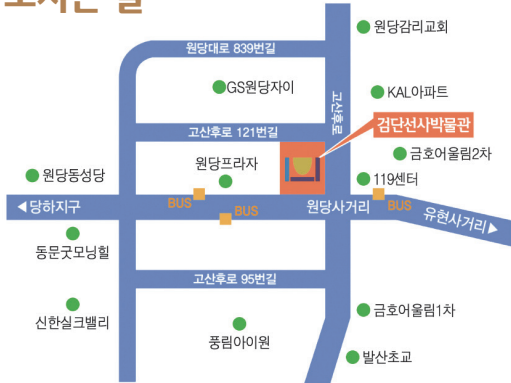 오시는 길
원당대로 839번길
원당감리교회
GS원당자이
고산후로
KAL아파트
검단선사박물관
고산후로 121번길
금호어울림2차
원당프라자
원당동성당
119센터
◀당하지구
BUS
BUS
원당사거리
BUS
유현사거리▶
동문굿모닝힐
고산후로 95번길
신한실크밸리
금호어울림1차
풍림아이원
발산초교